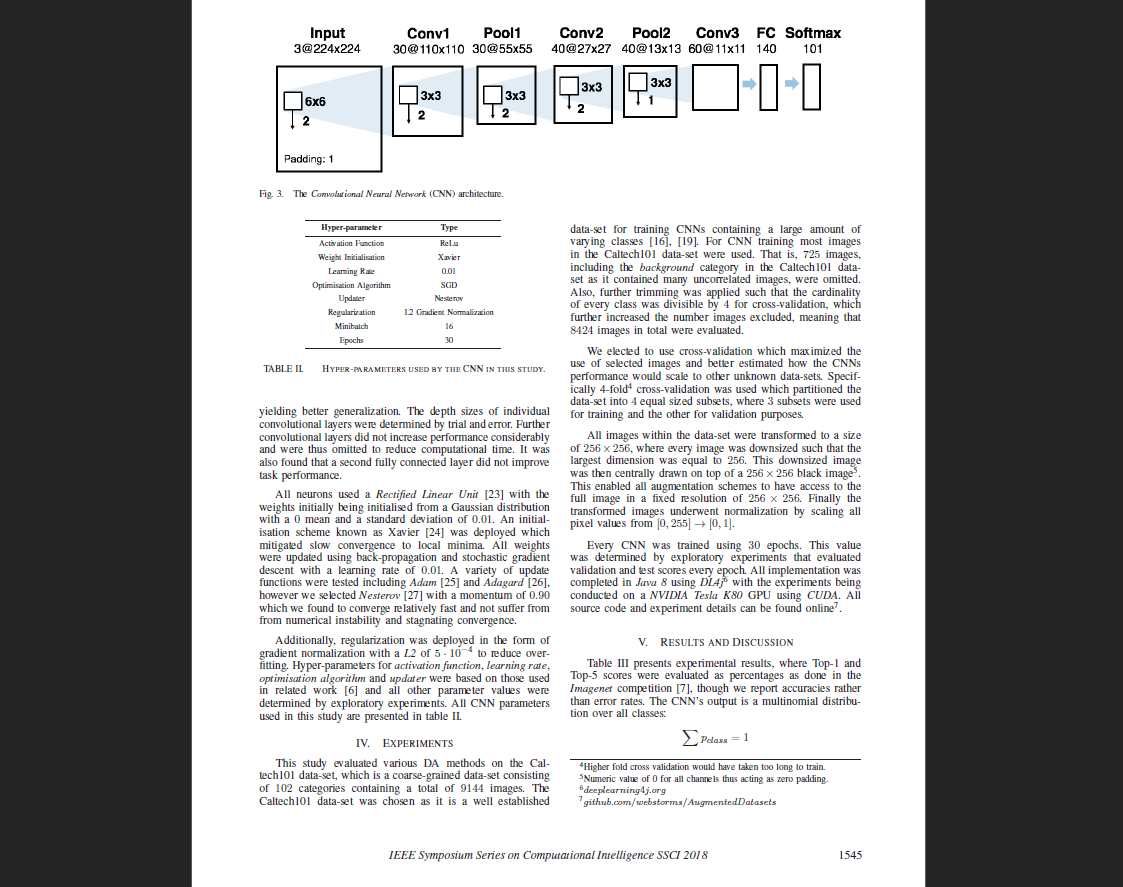 Input
3@224x224
Conv1
30@110x110
Pool1
30@55x55
Conv2
40@27x27
Pool2
40@13x13
Conv3
60@11x11
FC
140
Softmax
101
6x6
2
Padding: 1
3x3
2
3x3
2
3x3
2
3x3
1
Fig. 3. The Convolutional Neural Network (CNN) architecture.
Hyper-parameter Type
Activation Function ReLu
Weight Initialisation Xavier
Learning Rate 0.01
Optimisation Algorithm SGD
Updater Nesterov
Regularization L2 Gradient Normalization
Minibatch 16
Epochs 30
TABLE II. HYPER-PARAMETERS USED BY THE CNN IN THIS STUDY.
yielding better generalization. The depth sizes of individual
convolutional layers were determined by trial and error. Further
convolutional layers did not increase performance considerably
and were thus omitted to reduce computational time. It was
also found that a second fully connected layer did not improve
task performance.
All neurons used a Rectified Linear Unit [23] with the
weights initially being initialised from a Gaussian distribution
with a 0 mean and a standard deviation of 0.01. An initial-
isation scheme known as Xavier [24] was deployed which
mitigated slow convergence to local minima. All weights
were updated using back-propagation and stochastic gradient
descent with a learning rate of 0.01. A variety of update
functions were tested including Adam [25] and Adagard [26],
however we selected Nesterov [27] with a momentum of 0.90
which we found to converge relatively fast and not suffer from
from numerical instability and stagnating convergence.
Additionally, regularization was deployed in the form of
gradient normalization with a L2 of 5 · 10⁻⁴ to reduce over-
fitting. Hyper-parameters for activation function, learning rate,
optimisation algorithm and updater were based on those used
in related work [6] and all other parameter values were
determined by exploratory experiments. All CNN parameters
used in this study are presented in table II.
IV. EXPERIMENTS
This study evaluated various DA methods on the Cal-
tech101 data-set, which is a coarse-grained data-set consisting
of 102 categories containing a total of 9144 images. The
Caltech101 data-set was chosen as it is a well established
data-set for training CNNs containing a large amount of
varying classes [16], [19]. For CNN training most images
in the Caltech101 data-set were used. That is, 725 images,
including the background category in the Caltech101 data-
set as it contained many uncorrelated images, were omitted.
Also, further trimming was applied such that the cardinality
of every class was divisible by 4 for cross-validation, which
further increased the number images excluded, meaning that
8424 images in total were evaluated.
We elected to use cross-validation which maximized the
use of selected images and better estimated how the CNNs
performance would scale to other unknown data-sets. Specif-
ically 4-fold⁴ cross-validation was used which partitioned the
data-set into 4 equal sized subsets, where 3 subsets were used
for training and the other for validation purposes.
All images within the data-set were transformed to a size
of 256 × 256, where every image was downsized such that the
largest dimension was equal to 256. This downsized image
was then centrally drawn on top of a 256 × 256 black image⁵.
This enabled all augmentation schemes to have access to the
full image in a fixed resolution of 256 × 256. Finally the
transformed images underwent normalization by scaling all
pixel values from [0, 255] → [0, 1].
Every CNN was trained using 30 epochs. This value
was determined by exploratory experiments that evaluated
validation and test scores every epoch. All implementation was
completed in Java 8 using DL4j⁶ with the experiments being
conducted on a NVIDIA Tesla K80 GPU using CUDA. All
source code and experiment details can be found online⁷.
V. RESULTS AND DISCUSSION
Table III presents experimental results, where Top-1 and
Top-5 scores were evaluated as percentages as done in the
Imagenet competition [7], though we report accuracies rather
than error rates. The CNN's output is a multinomial distribu-
tion over all classes:
∑ p_class = 1
⁴Higher fold cross validation would have taken too long to train.
⁵Numeric value of 0 for all channels thus acting as zero padding.
⁶deeplearning4j.org
⁷github.com/webstorms/AugmentedDatasets
IEEE Symposium Series on Computational Intelligence SSCI 2018
1545